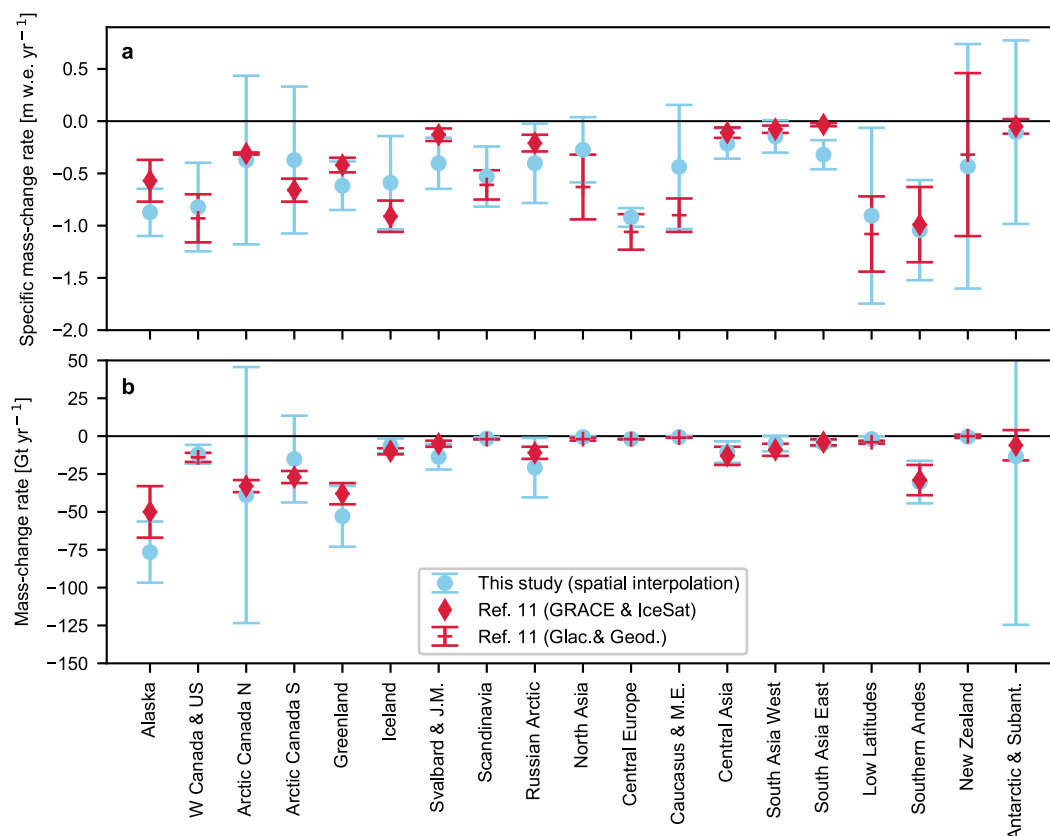 a
Specific mass-change rate [m w.e. yr⁻¹]
0.5
0.0
−0.5
−1.0
−1.5
−2.0
b
Mass-change rate [Gt yr⁻¹]
50
25
0
−25
−50
−75
−100
−125
−150
This study (spatial interpolation)
Ref. 11 (GRACE & IceSat)
Ref. 11 (Glac.& Geod.)
Alaska
W Canada & US
Arctic Canada N
Arctic Canada S
Greenland
Iceland
Svalbard & J.M.
Scandinavia
Russian Arctic
North Asia
Central Europe
Caucasus & M.E.
Central Asia
South Asia West
South Asia East
Low Latitudes
Southern Andes
New Zealand
Antarctic & Subant.